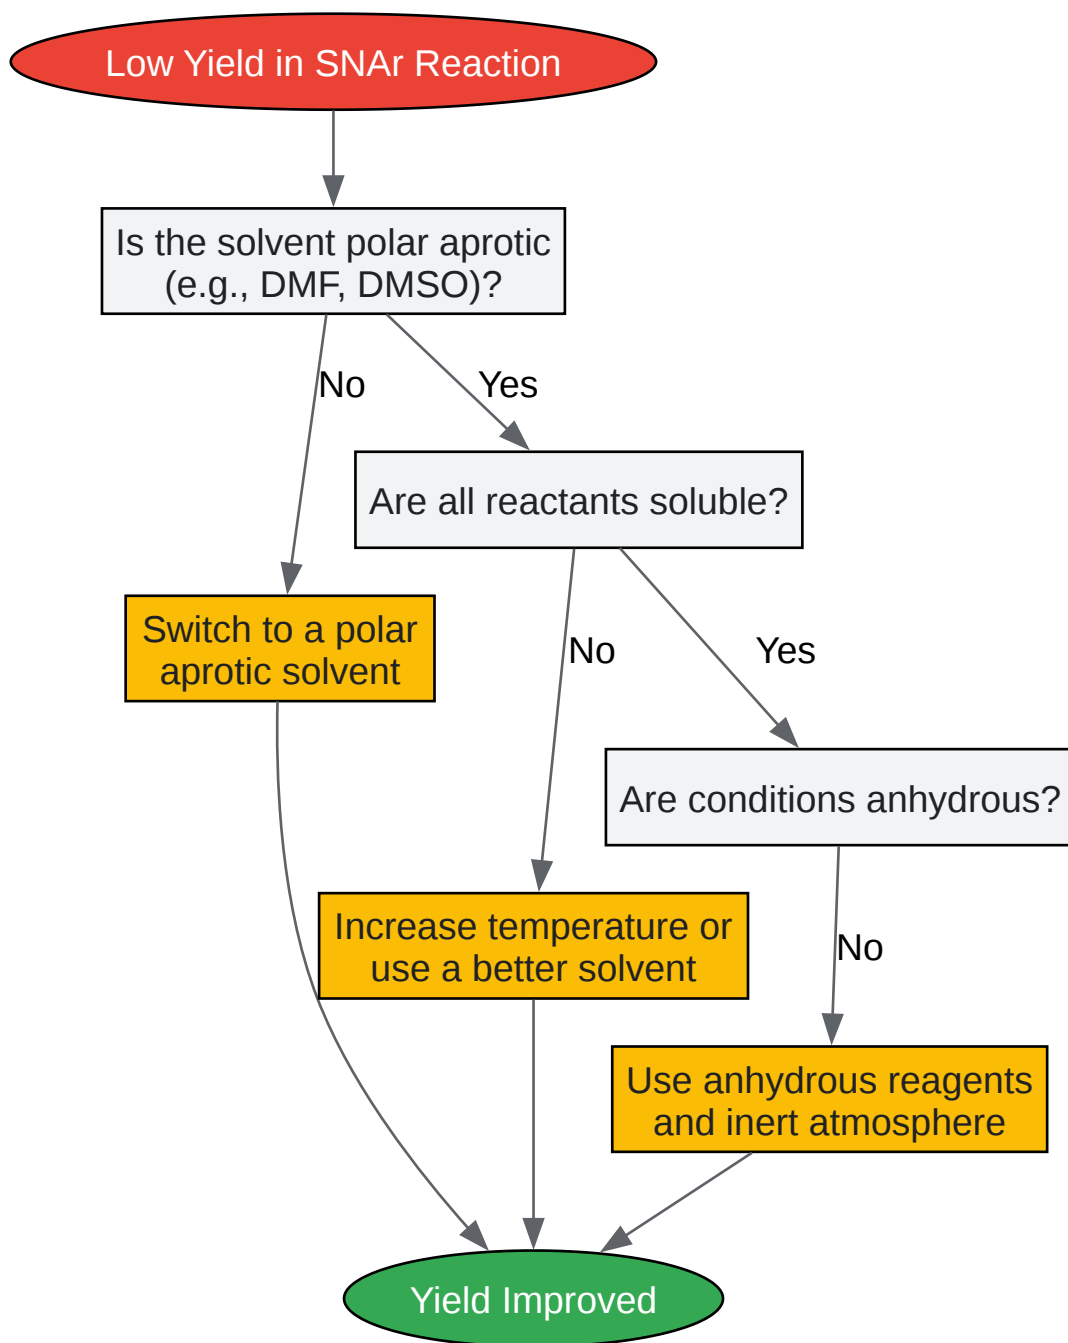 Low Yield in SNAr Reaction
Is the solvent polar aprotic
(e.g., DMF, DMSO)?
No
Yes
Are all reactants soluble?
Switch to a polar
aprotic solvent
No
Yes
Are conditions anhydrous?
Increase temperature or
use a better solvent
No
Use anhydrous reagents
and inert atmosphere
Yield Improved